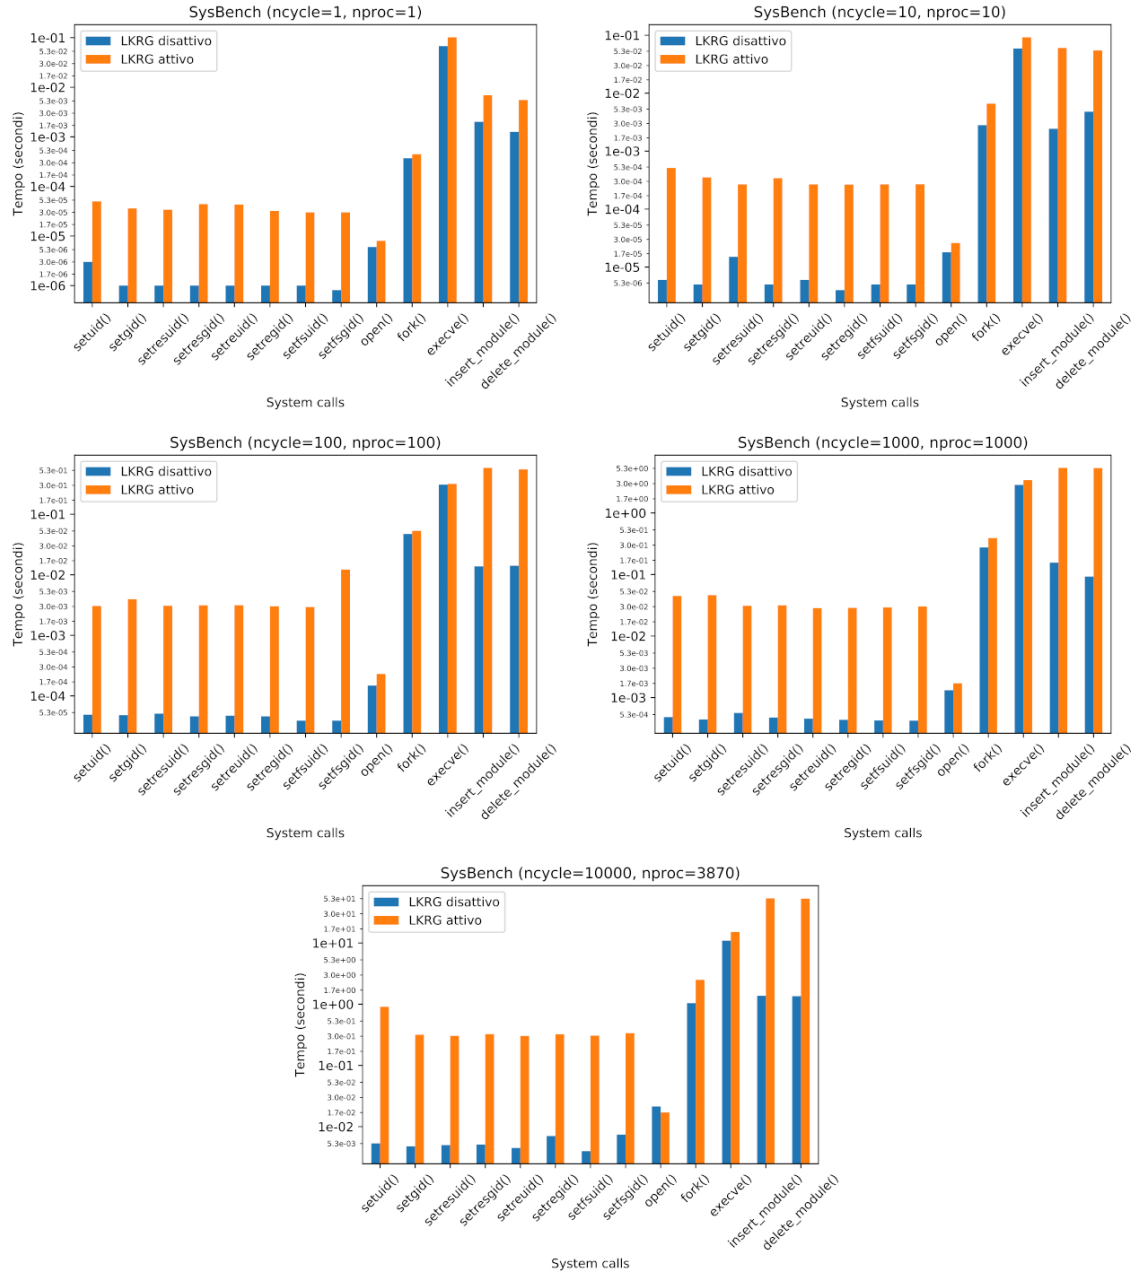 SysBench (ncycle=1, nproc=1)
LKRG disattivo
LKRG attivo
Tempo (secondi)
1e-01
5.3e-02
3.0e-02
1.7e-02
1e-02
5.3e-03
3.0e-03
1.7e-03
1e-03
5.3e-04
3.0e-04
1.7e-04
1e-04
5.3e-05
3.0e-05
1.7e-05
1e-05
5.3e-06
3.0e-06
1.7e-06
1e-06
setuid()
setgid()
setresuid()
setresgid()
setreuid()
setregid()
setfsuid()
setfsgid()
open()
fork()
execve()
insert_module()
delete_module()
System calls
SysBench (ncycle=10, nproc=10)
LKRG disattivo
LKRG attivo
Tempo (secondi)
1e-01
5.3e-02
3.0e-02
1.7e-02
1e-02
5.3e-03
3.0e-03
1.7e-03
1e-03
5.3e-04
3.0e-04
1.7e-04
1e-04
5.3e-05
3.0e-05
1.7e-05
1e-05
5.3e-06
setuid()
setgid()
setresuid()
setresgid()
setreuid()
setregid()
setfsuid()
setfsgid()
open()
fork()
execve()
insert_module()
delete_module()
System calls
SysBench (ncycle=100, nproc=100)
LKRG disattivo
LKRG attivo
Tempo (secondi)
5.3e-01
3.0e-01
1.7e-01
1e-01
5.3e-02
3.0e-02
1.7e-02
1e-02
5.3e-03
3.0e-03
1.7e-03
1e-03
5.3e-04
3.0e-04
1.7e-04
1e-04
5.3e-05
setuid()
setgid()
setresuid()
setresgid()
setreuid()
setregid()
setfsuid()
setfsgid()
open()
fork()
execve()
insert_module()
delete_module()
System calls
SysBench (ncycle=1000, nproc=1000)
LKRG disattivo
LKRG attivo
Tempo (secondi)
5.3e+00
3.0e+00
1.7e+00
1e+00
5.3e-01
3.0e-01
1.7e-01
1e-01
5.3e-02
3.0e-02
1.7e-02
1e-02
5.3e-03
3.0e-03
1.7e-03
1e-03
5.3e-04
setuid()
setgid()
setresuid()
setresgid()
setreuid()
setregid()
setfsuid()
setfsgid()
open()
fork()
execve()
insert_module()
delete_module()
System calls
SysBench (ncycle=10000, nproc=3870)
LKRG disattivo
LKRG attivo
Tempo (secondi)
5.3e+01
3.0e+01
1.7e+01
1e+01
5.3e+00
3.0e+00
1.7e+00
1e+00
5.3e-01
3.0e-01
1.7e-01
1e-01
5.3e-02
3.0e-02
1.7e-02
1e-02
5.3e-03
setuid()
setgid()
setresuid()
setresgid()
setreuid()
setregid()
setfsuid()
setfsgid()
open()
fork()
execve()
insert_module()
delete_module()
System calls